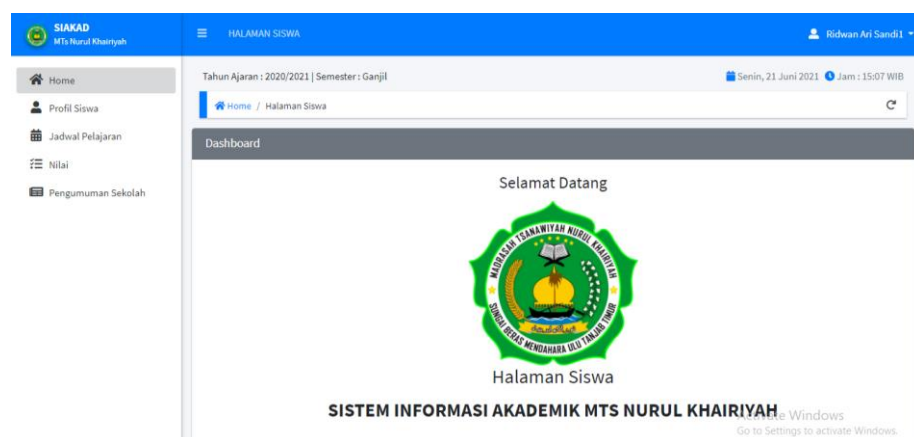 SIAKAD
MTs Nurul Khairiyah
HALAMAN SISWA
Ridwan Ari Sandi1
Home
Profil Siswa
Jadwal Pelajaran
Nilai
Pengumuman Sekolah
Tahun Ajaran : 2020/2021 | Semester : Ganjil
Senin, 21 Juni 2021 Jam : 15:07 WIB
Home / Halaman Siswa
Dashboard
Selamat Datang
MADRASAH TSANAWIYAH NURUL KHAIRIYAH
SUNGAI BERAS MENDAHARA ULU TANJAB TIMUR
Halaman Siswa
SISTEM INFORMASI AKADEMIK MTS NURUL KHAIRIYAH
Activate Windows
Go to Settings to activate Windows.